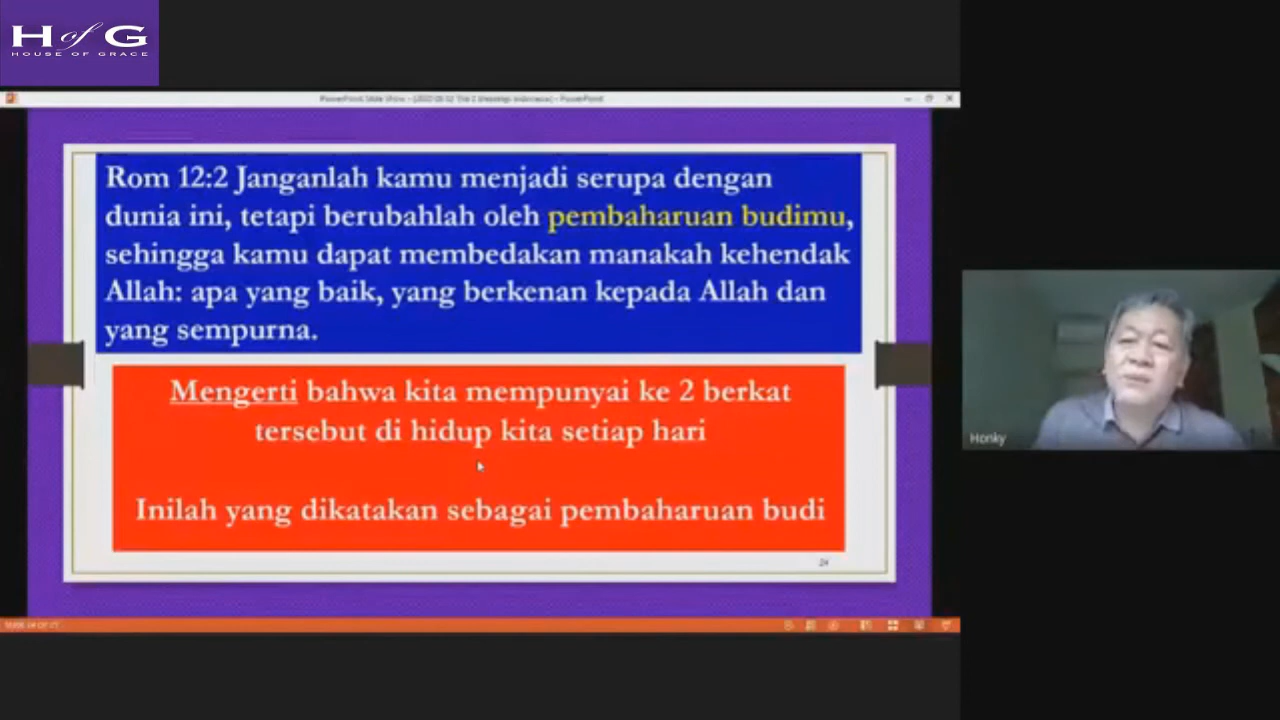 H of G
HOUSE OF GRACE
Rom 12:2 Janganlah kamu menjadi serupa dengan
dunia ini, tetapi berubahlah oleh pembaharuan budimu,
sehingga kamu dapat membedakan manakah kehendak
Allah: apa yang baik, yang berkenan kepada Allah dan
yang sempurna.
Mengerti bahwa kita mempunyai ke 2 berkat
tersebut di hidup kita setiap hari
Inilah yang dikatakan sebagai pembaharuan budi
24
Honky